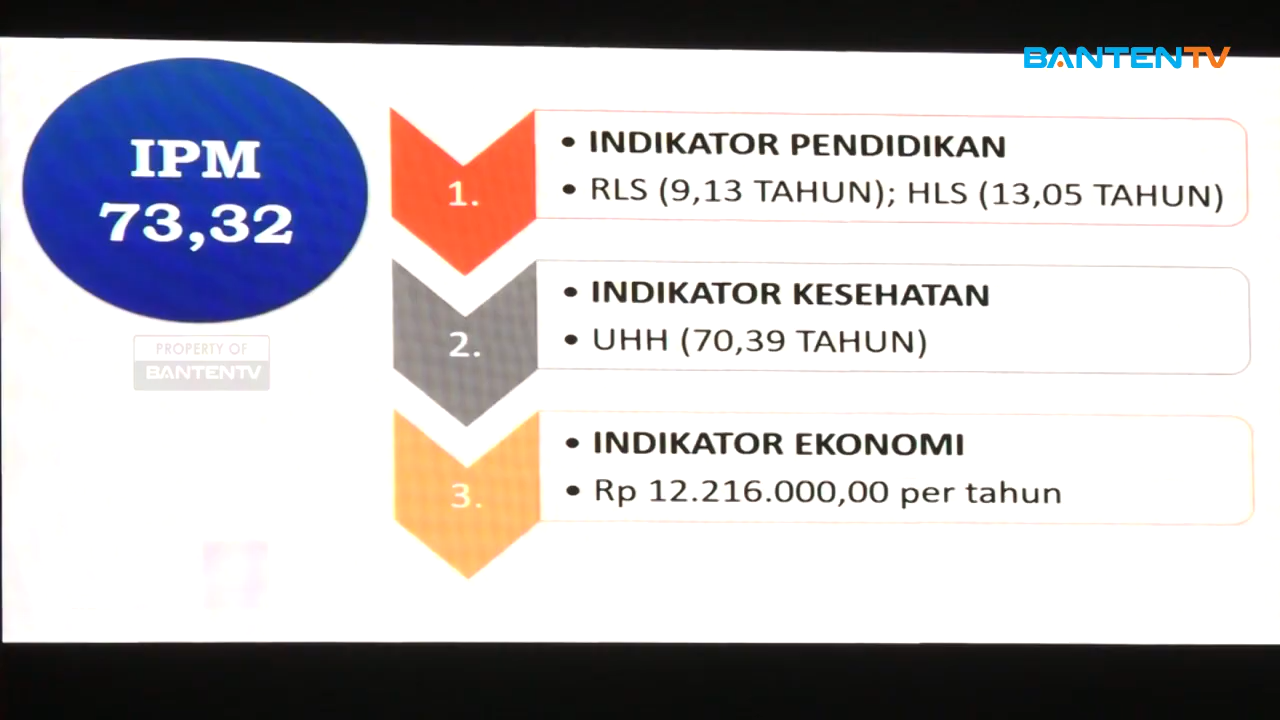 BANTENTV
IPM
73,32
1.
• INDIKATOR PENDIDIKAN
• RLS (9,13 TAHUN); HLS (13,05 TAHUN)
2.
• INDIKATOR KESEHATAN
• UHH (70,39 TAHUN)
3.
• INDIKATOR EKONOMI
• Rp 12.216.000,00 per tahun
PROPERTY OF
BANTENTV